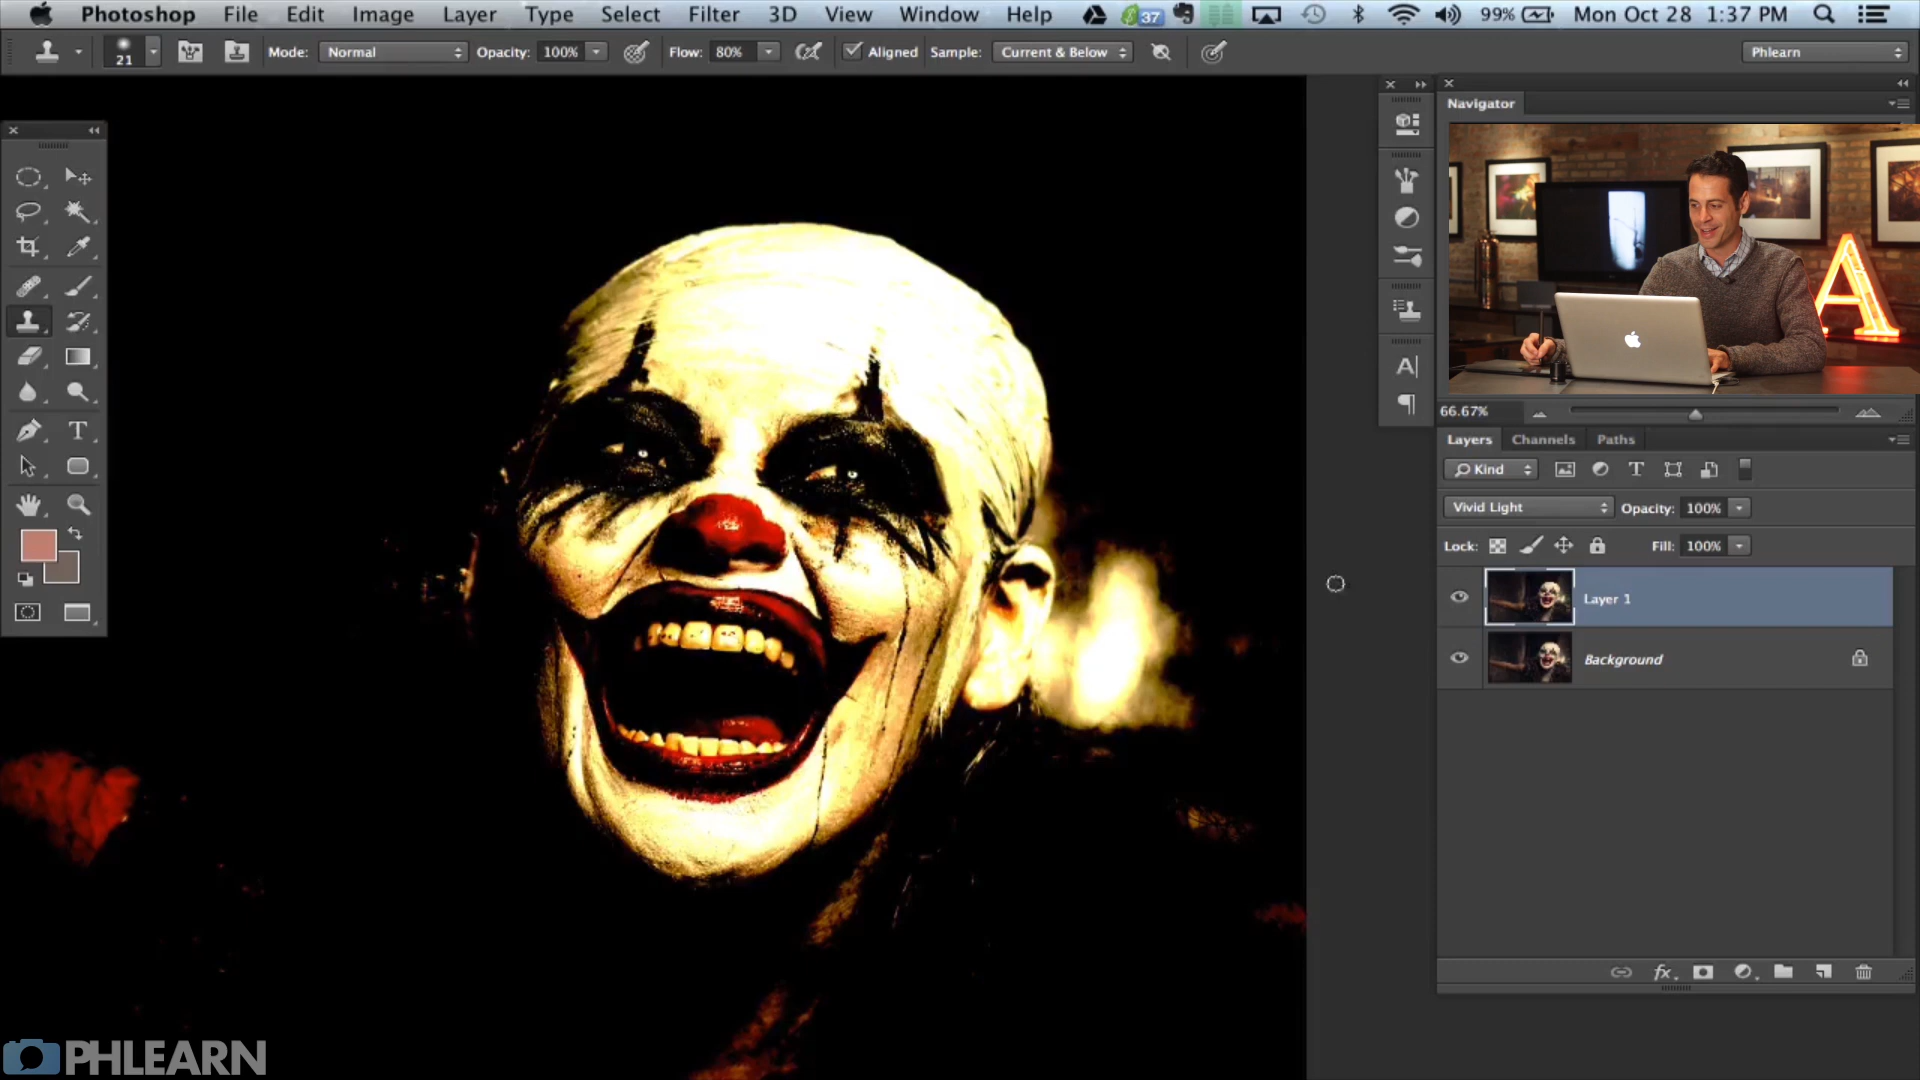 Photoshop File Edit Image Layer Type Select Filter 3D View Window Help 37 99% Mon Oct 28 1:37 PM
21 Mode: Normal Opacity: 100% Flow: 80% Aligned Sample: Current & Below Phlearn
Navigator
A
66.67%
Layers Channels Paths
Kind
Vivid Light Opacity: 100%
Lock: Fill: 100%
Layer 1
Background
fx
PHLEARN